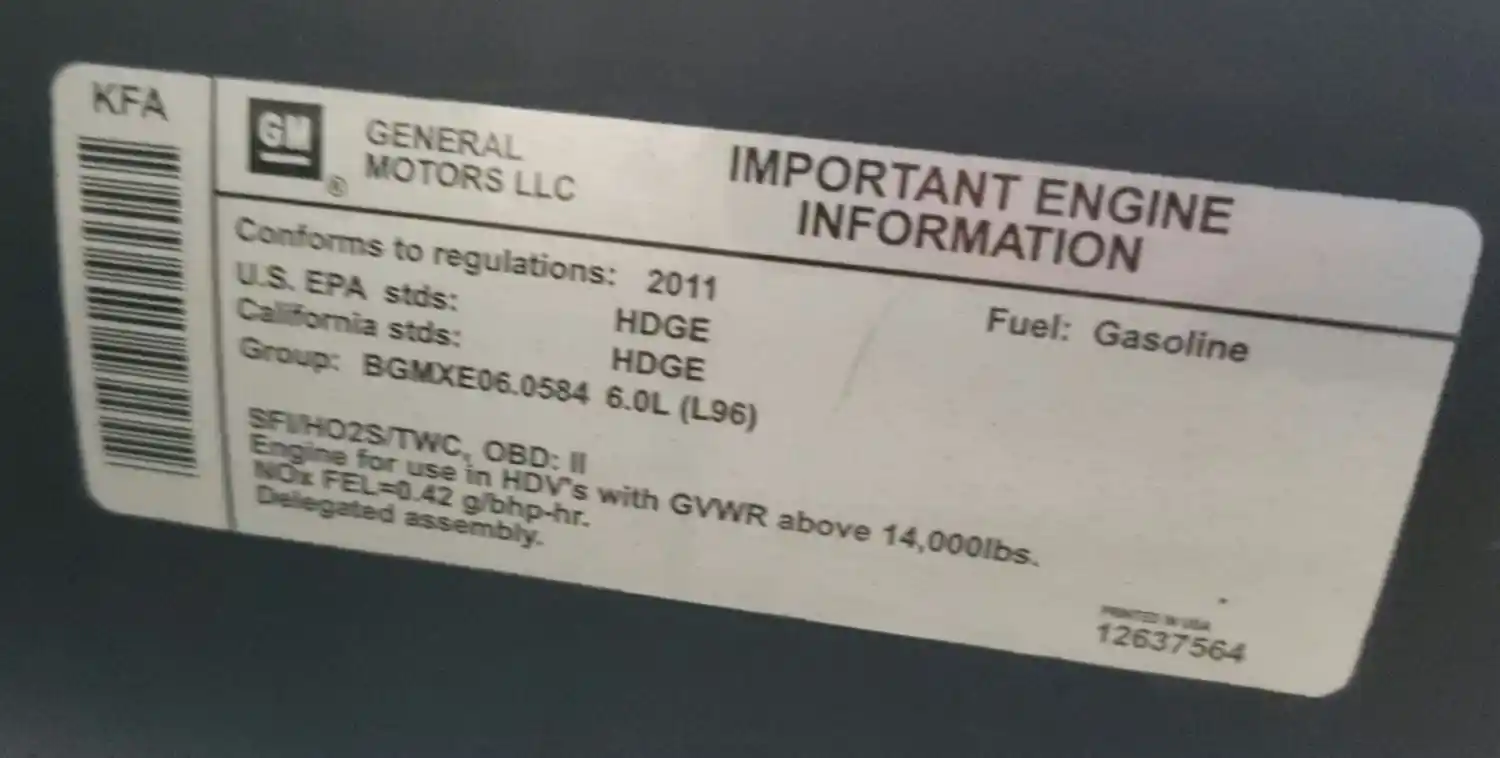 KFA
GM
®
GENERAL
MOTORS LLC
IMPORTANT ENGINE
INFORMATION
Conforms to regulations: 2011
U.S. EPA stds: HDGE
Fuel: Gasoline
California stds: HDGE
Group: BGMXE06.0584 6.0L (L96)
SFI/HO2S/TWC, OBD: II
Engine for use in HDV's with GVWR above 14,000lbs.
NOx FEL=0.42 g/bhp-hr.
Delegated assembly.
PRINTED IN USA
12637564